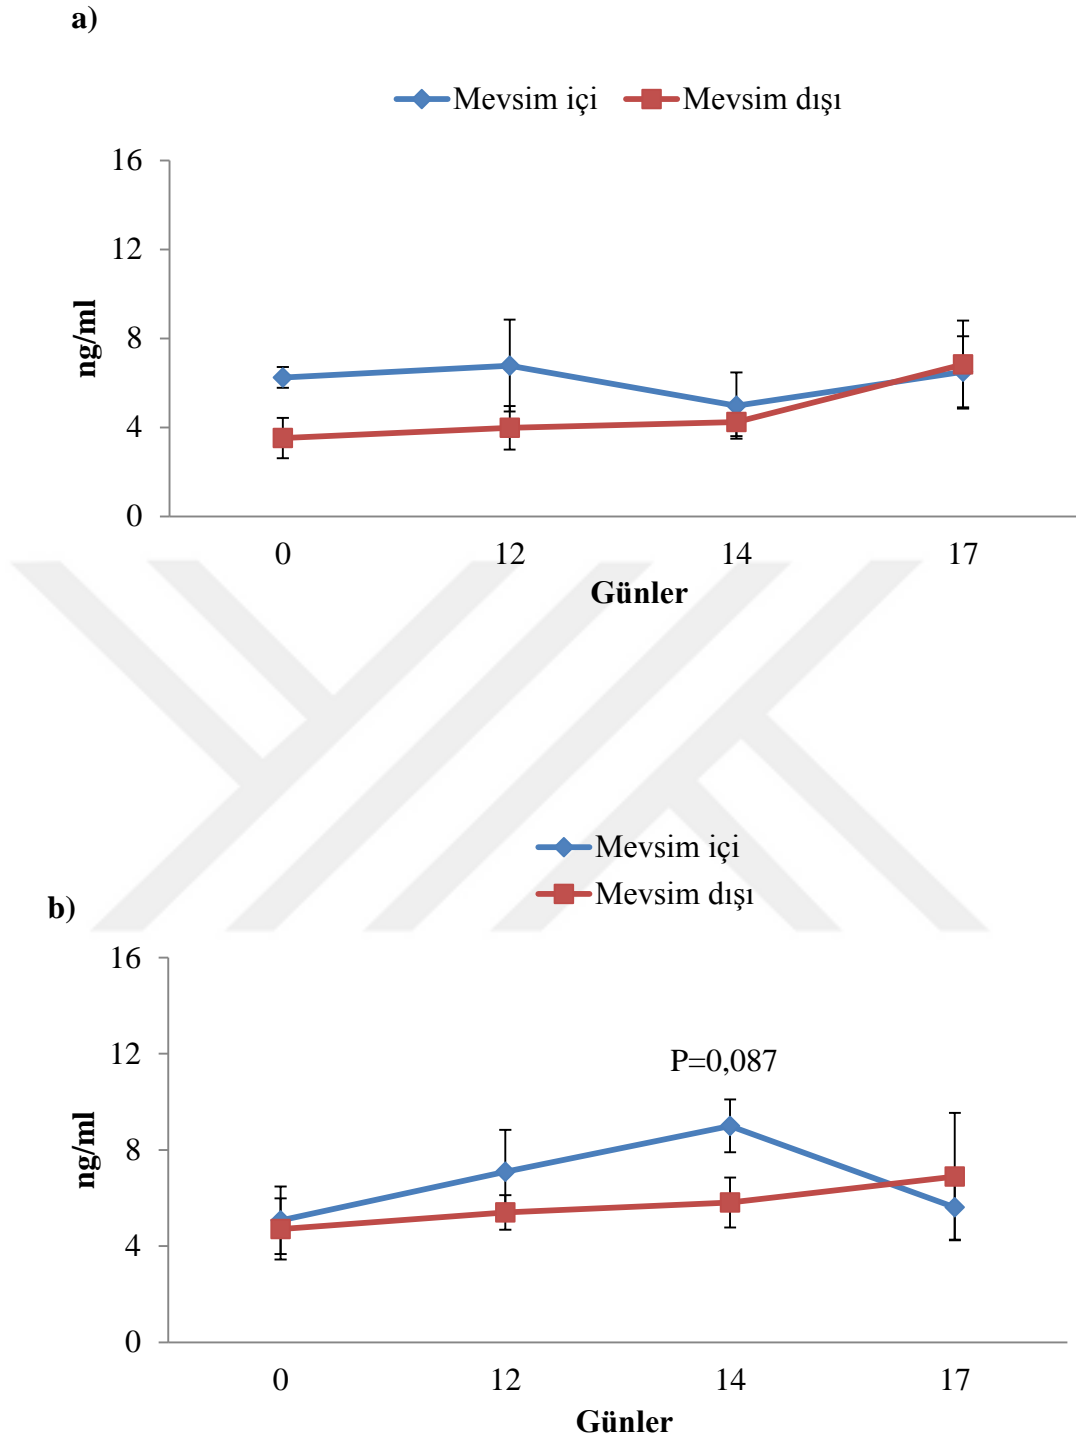 a)
Mevsim içi Mevsim dışı
16
12
8
4
0
ng/ml
0 12 14 17
Günler
Mevsim içi
Mevsim dışı
b)
16
12
8
4
0
ng/ml
P=0,087
0 12 14 17
Günler